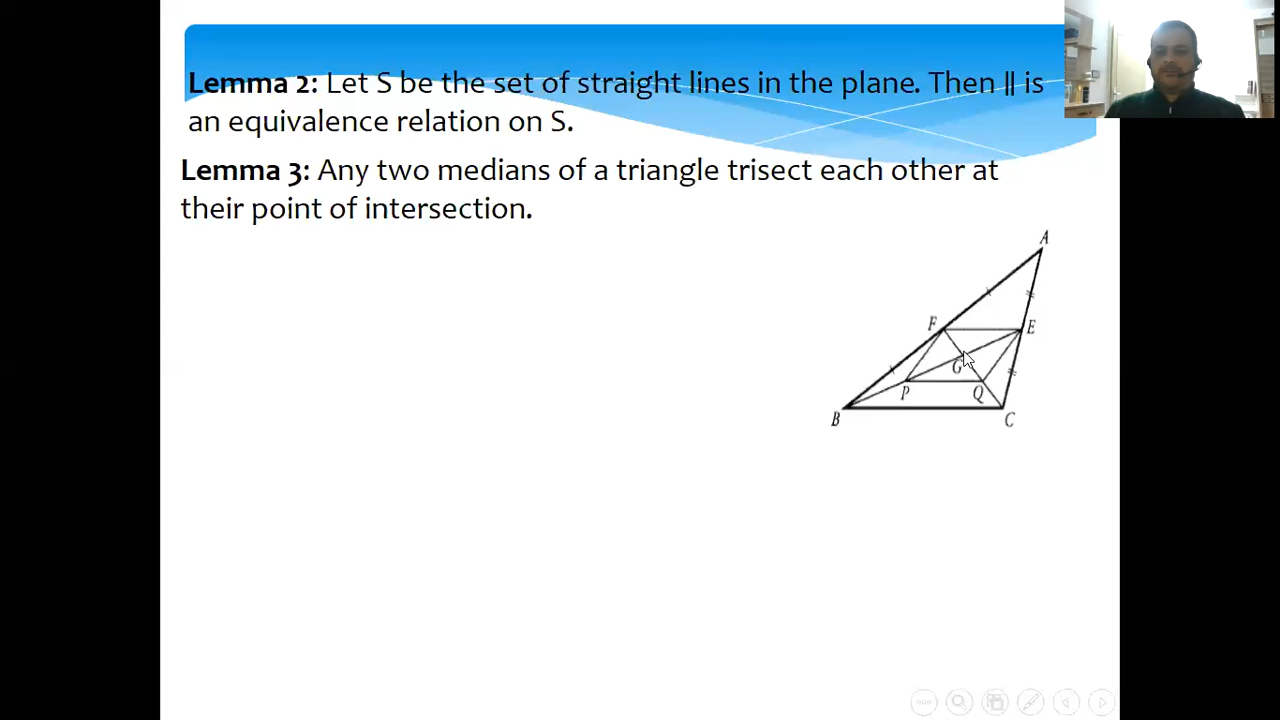 Lemma 2: Let S be the set of straight lines in the plane. Then ∥ is
an equivalence relation on S.
Lemma 3: Any two medians of a triangle trisect each other at
their point of intersection.
A
F
E
G
P
Q
B
C